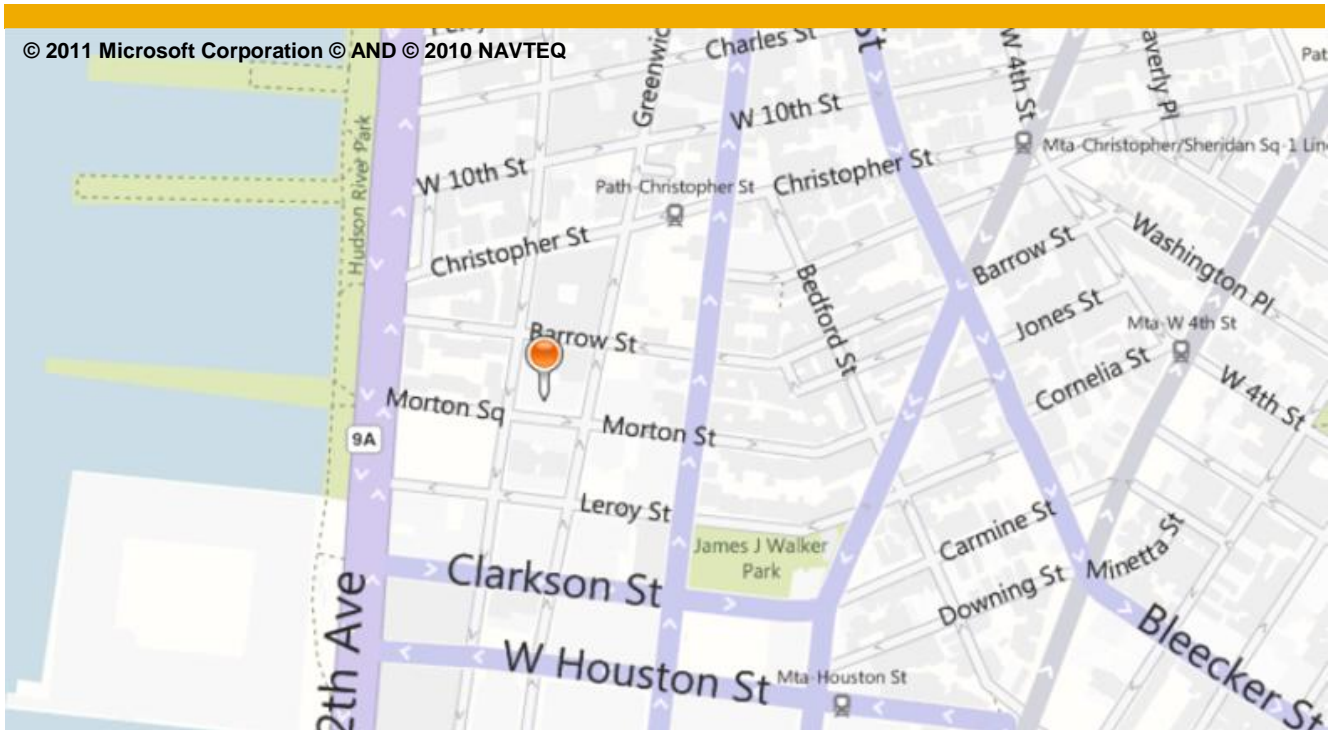 © 2011 Microsoft Corporation © AND © 2010 NAVTEQ
Charles St
Greenwic
St
W 4th St
averly Pl
Pat
W 10th St
Mta-Christopher/Sheridan Sq-1 Lin
W 10th St
Path-Christopher St
Christopher St
Hudson River Park
Christopher St
Barrow St
Washington Pl
Bedford St
Jones St
Mta-W 4th St
Barrow St
Cornelia St
W 4th St
Morton Sq
Morton St
9A
Leroy St
Carmine St
James J Walker
Park
Minetta St
Clarkson St
Downing St
2th Ave
Bleecker St
W Houston St
Mta-Houston St